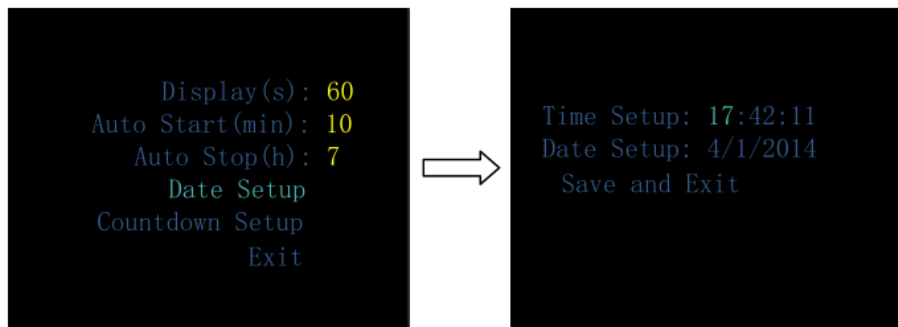 Display(s): 60
Auto Start(min): 10
Auto Stop(h): 7
Date Setup
Countdown Setup
Exit
Time Setup: 17:42:11
Date Setup: 4/1/2014
Save and Exit